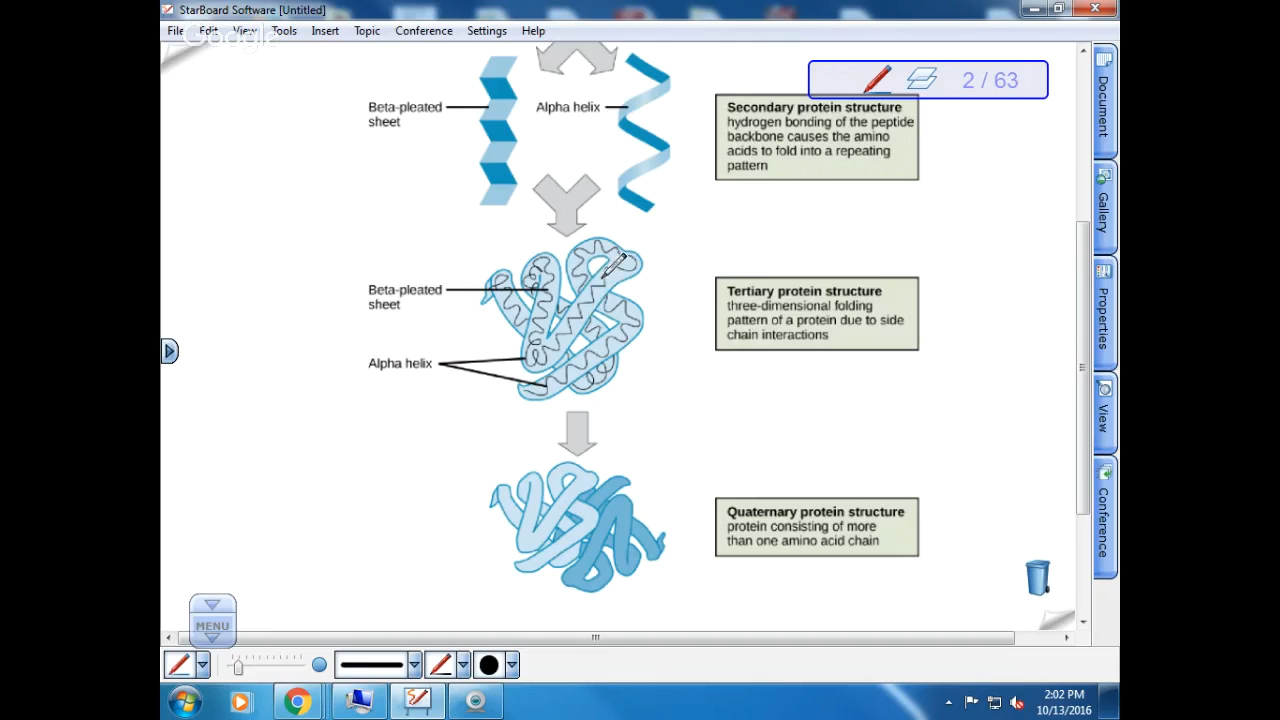 StarBoard Software [Untitled]
File Edit View Tools Insert Topic Conference Settings Help
Google
2 / 63
Beta-pleated
sheet
Alpha helix
Secondary protein structure
hydrogen bonding of the peptide
backbone causes the amino
acids to fold into a repeating
pattern
Beta-pleated
sheet
Alpha helix
Tertiary protein structure
three-dimensional folding
pattern of a protein due to side
chain interactions
Quaternary protein structure
protein consisting of more
than one amino acid chain
Document
Gallery
Properties
View
Conference
MENU
2:02 PM
10/13/2016